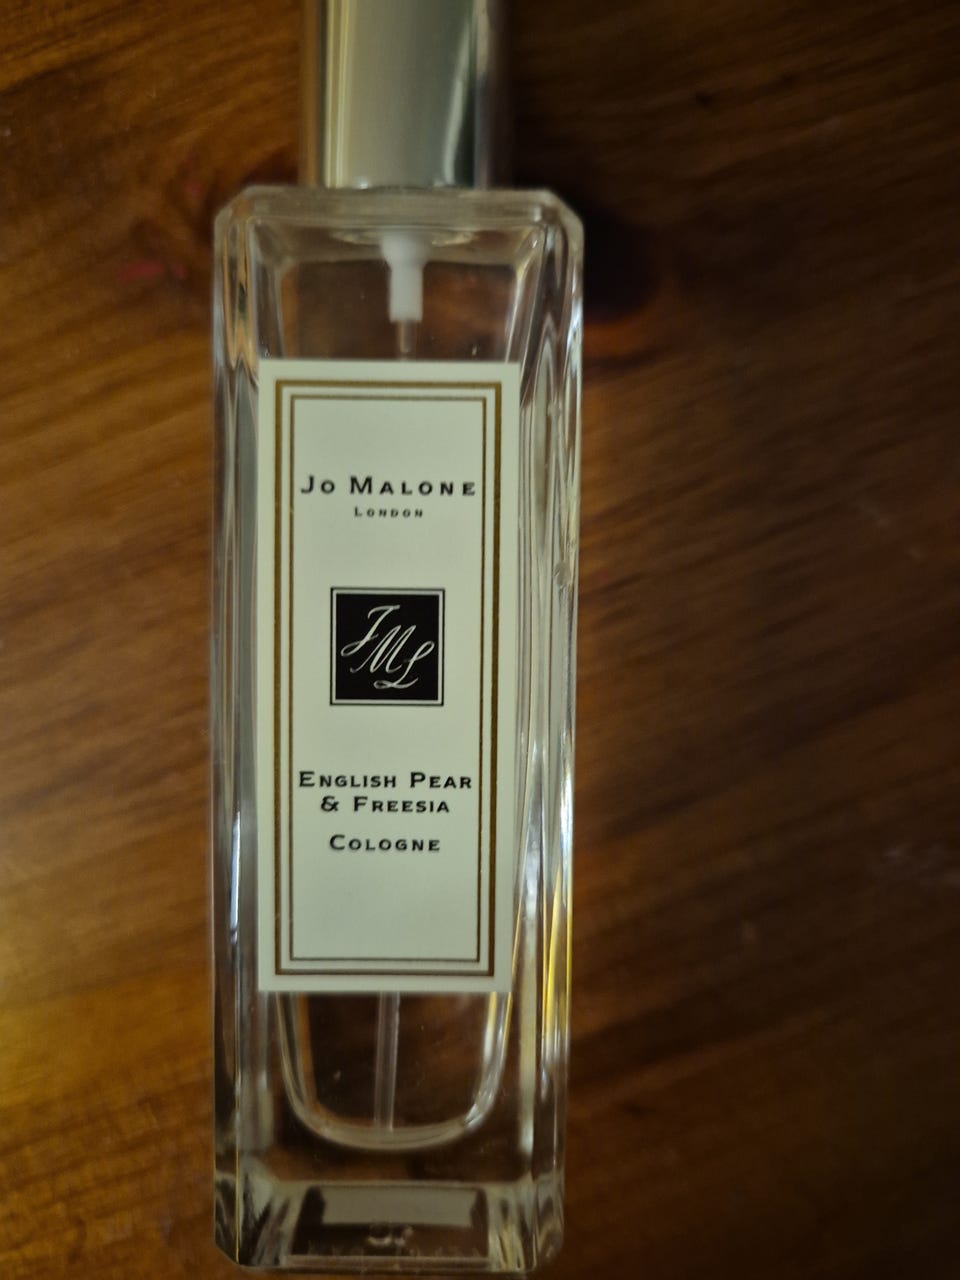 Jo Malone
London
JML
English Pear
& Freesia
Cologne